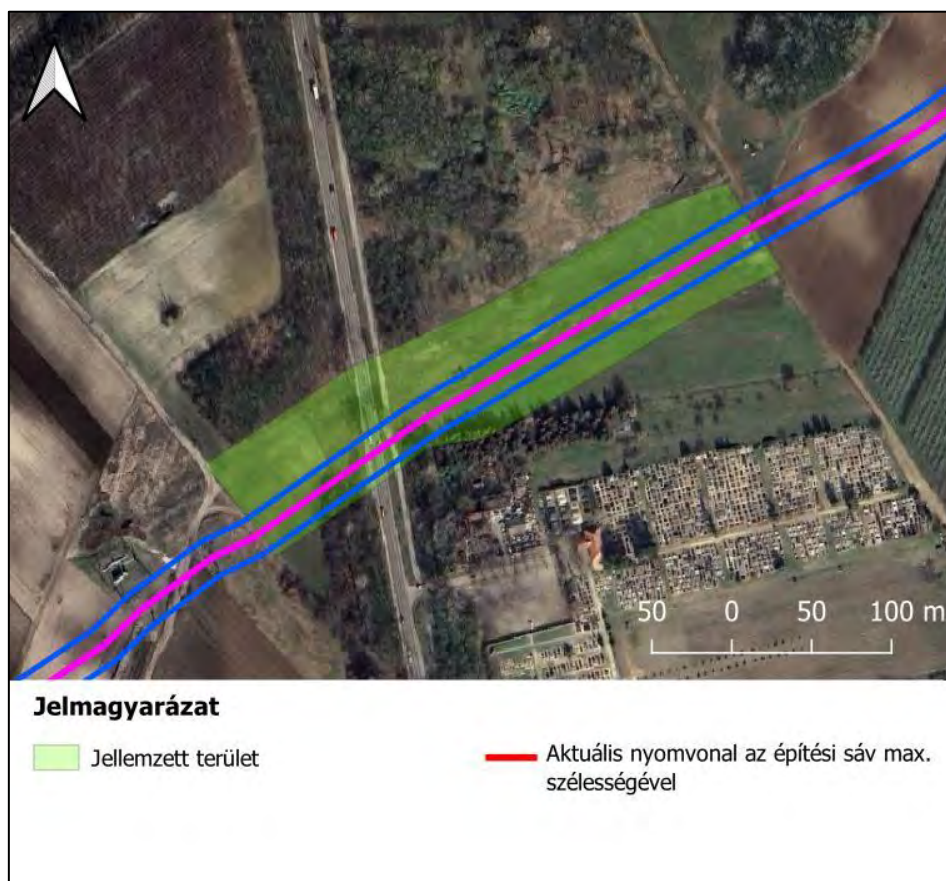 50 0 50 100 m
Jelmagyarázat
Jellemzett terület
Aktuális nyomvonal az építési sáv max.
szélességével